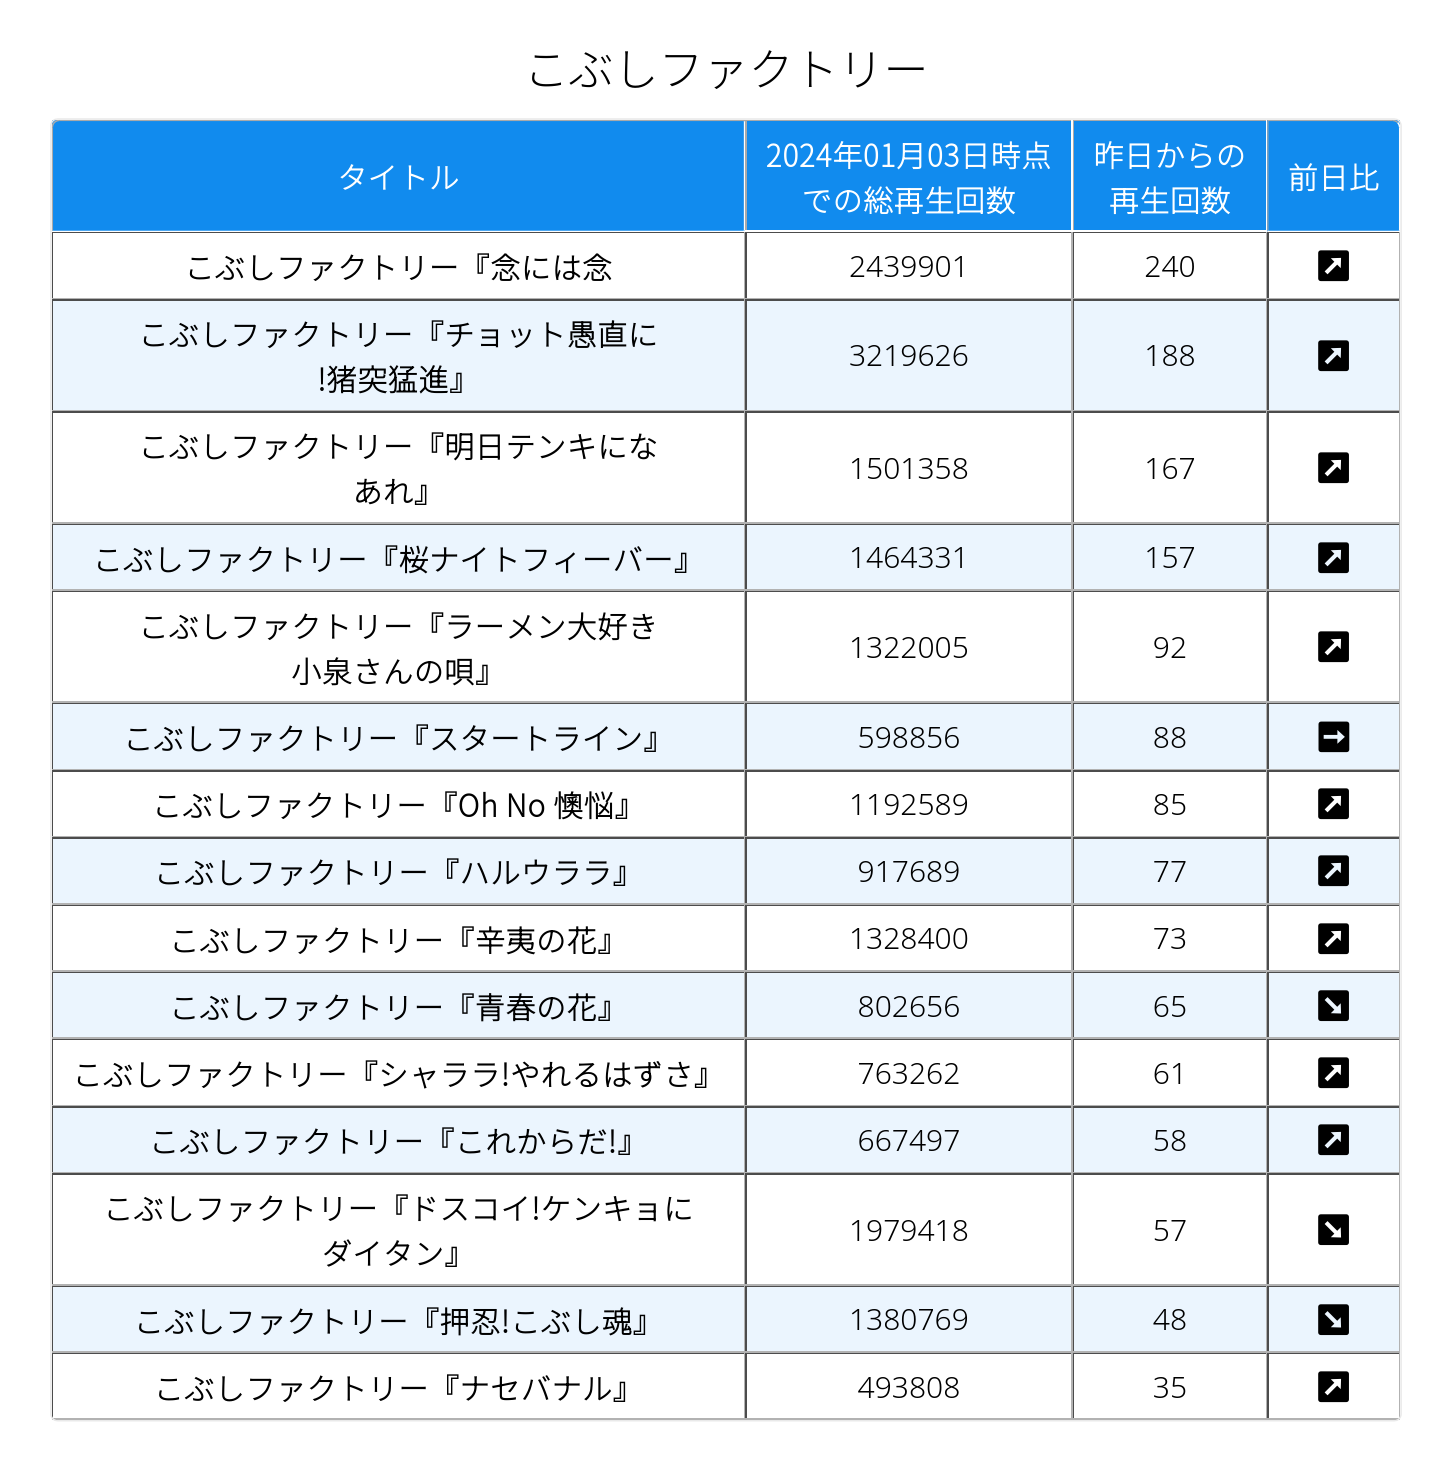 こぶしファクトリー
タイトル
2024年01月03日時点
での総再生回数
昨日からの
再生回数
前日比
こぶしファクトリー『念には念
2439901
240
こぶしファクトリー『チョット愚直に
!猪突猛進』
3219626
188
こぶしファクトリー『明日テンキにな
あれ』
1501358
167
こぶしファクトリー『桜ナイトフィーバー』
1464331
157
こぶしファクトリー『ラーメン大好き
小泉さんの唄』
1322005
92
こぶしファクトリー『スタートライン』
598856
88
こぶしファクトリー『Oh No 懊悩』
1192589
85
こぶしファクトリー『ハルウララ』
917689
77
こぶしファクトリー『辛夷の花』
1328400
73
こぶしファクトリー『青春の花』
802656
65
こぶしファクトリー『シャララ!やれるはずさ』
763262
61
こぶしファクトリー『これからだ!』
667497
58
こぶしファクトリー『ドスコイ!ケンキョに
ダイタン』
1979418
57
こぶしファクトリー『押忍!こぶし魂』
1380769
48
こぶしファクトリー『ナセバナル』
493808
35